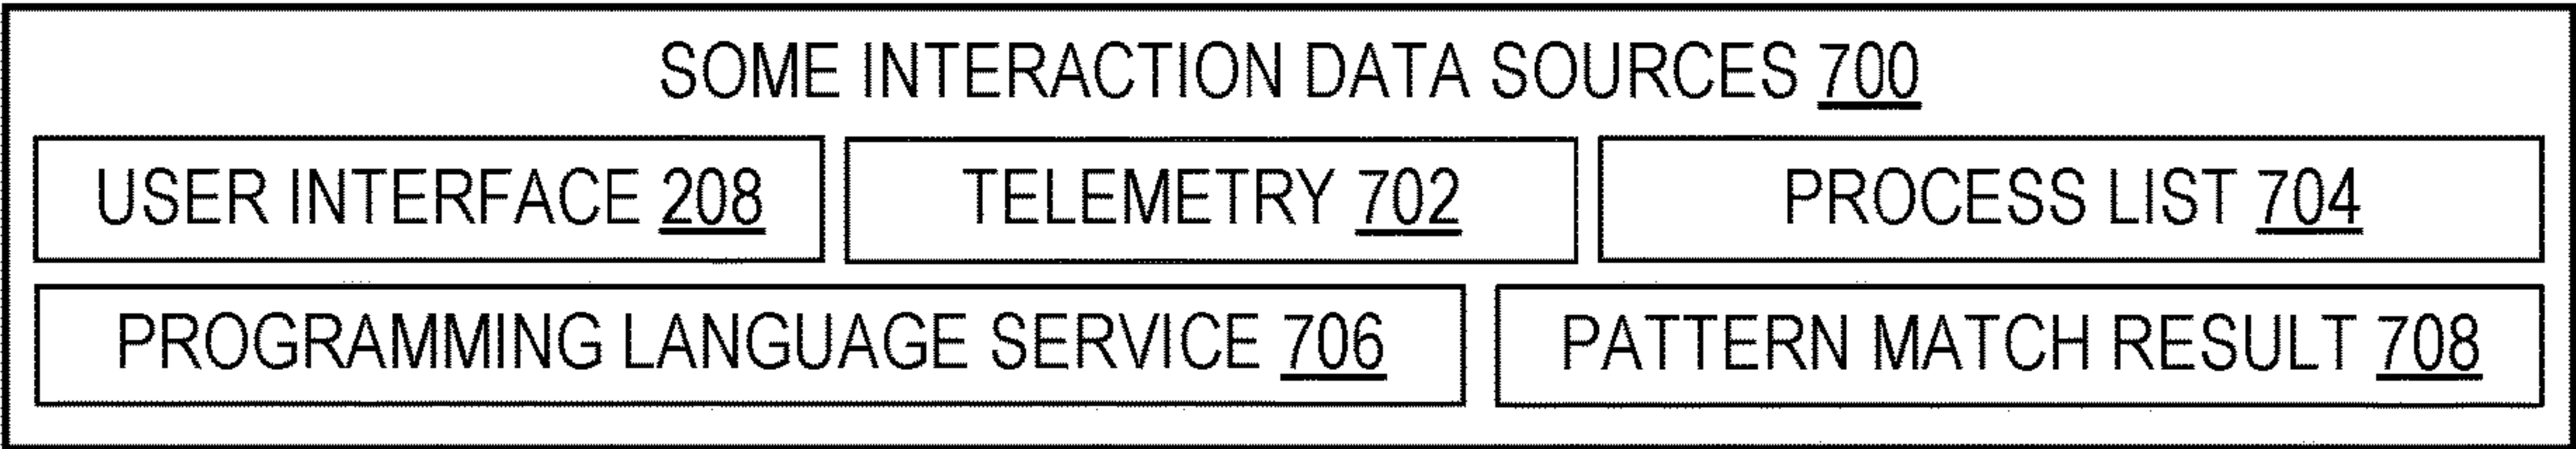 SOME INTERACTION DATA SOURCES 700
USER INTERFACE 208
TELEMETRY 702
PROCESS LIST 704
PROGRAMMING LANGUAGE SERVICE 706
PATTERN MATCH RESULT 708